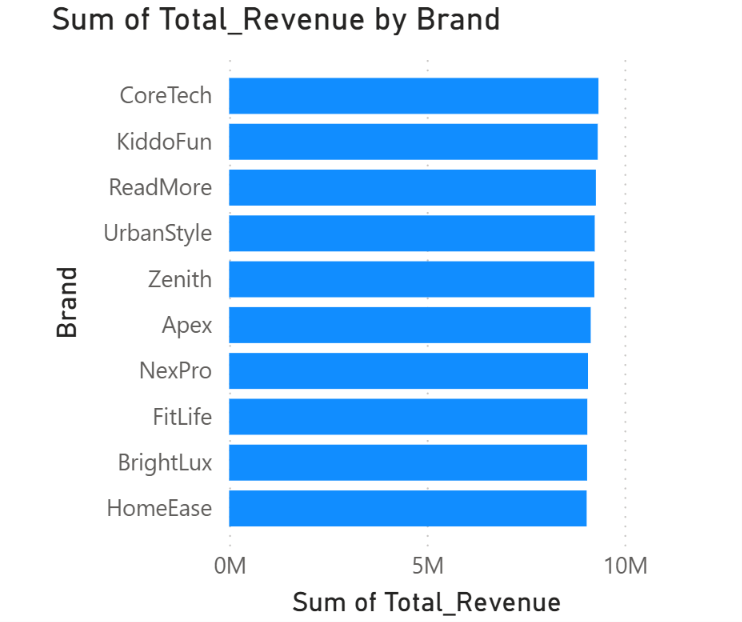 Sum of Total_Revenue by Brand
CoreTech
KiddoFun
ReadMore
UrbanStyle
Zenith
Apex
NexPro
FitLife
BrightLux
HomeEase
Brand
0M 5M 10M
Sum of Total_Revenue